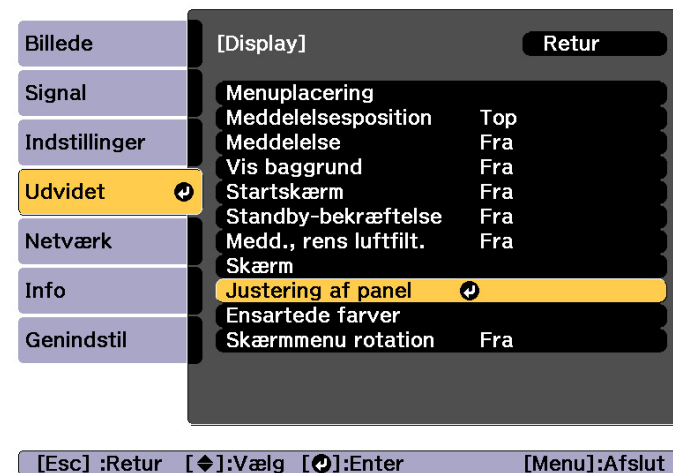 Billede
Signal
Indstillinger
Udvidet
Netværk
Info
Genindstil
[Display] Retur
Menuplacering
Meddelelsesposition Top
Meddelelse Fra
Vis baggrund Fra
Startskærm Fra
Standby-bekræftelse Fra
Medd., rens luftfilt. Fra
Skærm
Justering af panel
Ensartede farver
Skærmmenu rotation Fra
[Esc] :Retur [◆]:Vælg [↵]:Enter [Menu]:Afslut